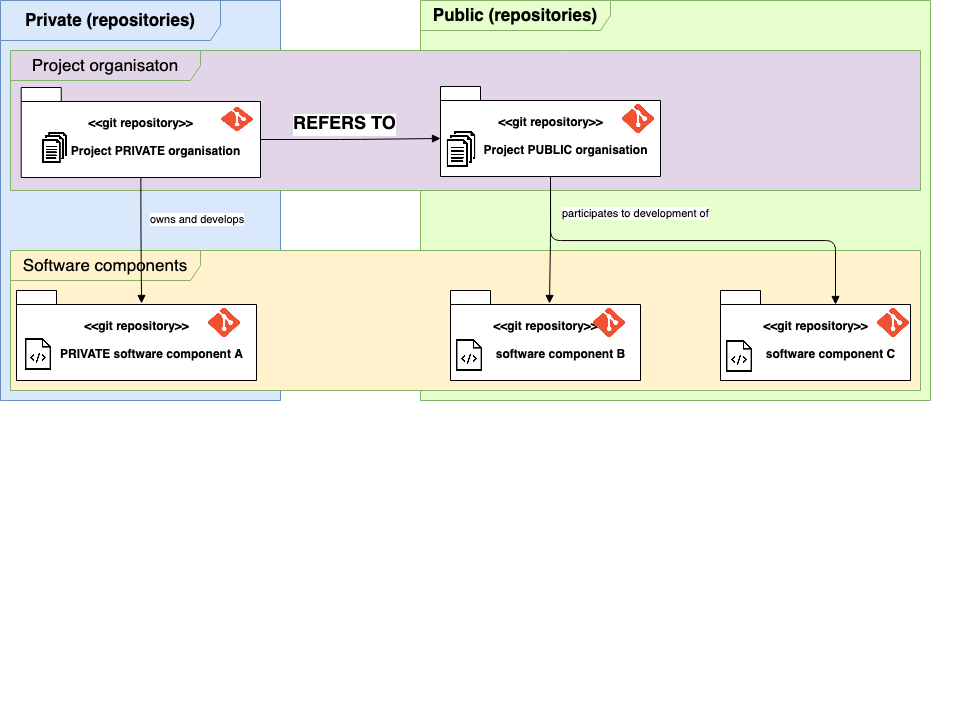 Private (repositories)
Public (repositories)
Project organisaton
<<git repository>>
Project PRIVATE organisation
REFERS TO
<<git repository>>
Project PUBLIC organisation
owns and develops
participates to development of
Software components
<<git repository>>
</>
PRIVATE software component A
<<git repository>>
</>
software component B
<<git repository>>
</>
software component C